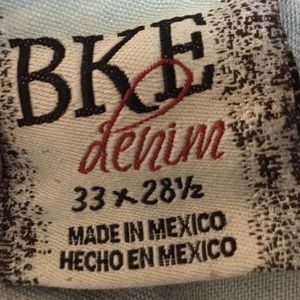 BKE
denim
33 x 28½
MADE IN MEXICO
HECHO EN MEXICO